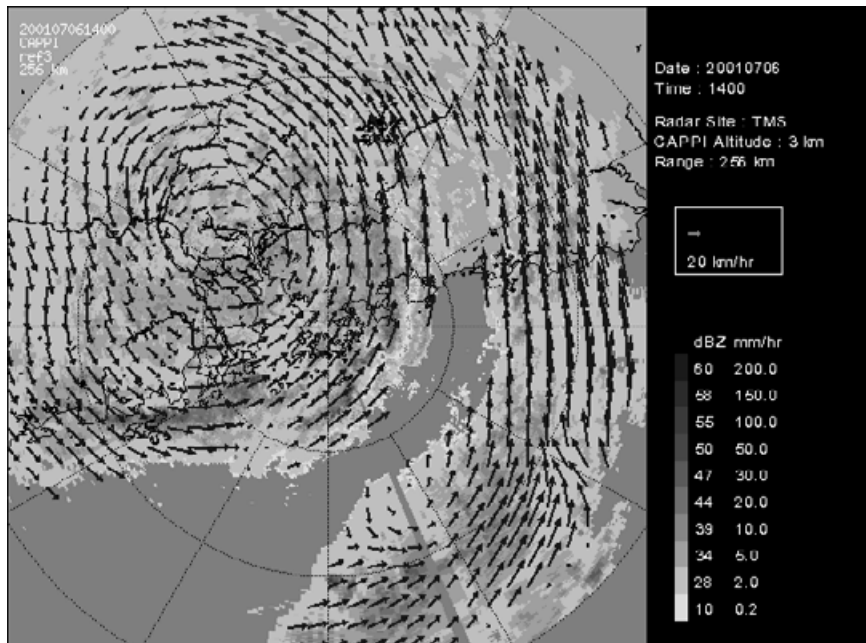 200107061400
CAPPI
ref3
256 km
Date : 20010706
Time : 1400
Radar Site : TMS
CAPPI Altitude : 3 km
Range : 256 km
20 km/hr
dBZ mm/hr
60 200.0
58 150.0
55 100.0
50 50.0
47 30.0
44 20.0
39 10.0
34 5.0
28 2.0
10 0.2